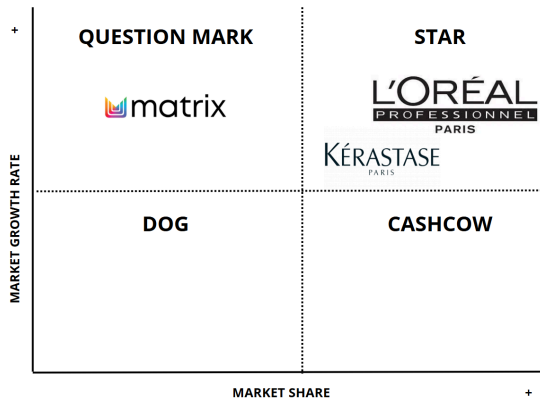 +
QUESTION MARK
STAR
matrix
L'ORÉAL
PROFESSIONNEL
PARIS
KÉRASTASE
PARIS
MARKET GROWTH RATE
DOG
CASHCOW
MARKET SHARE
+